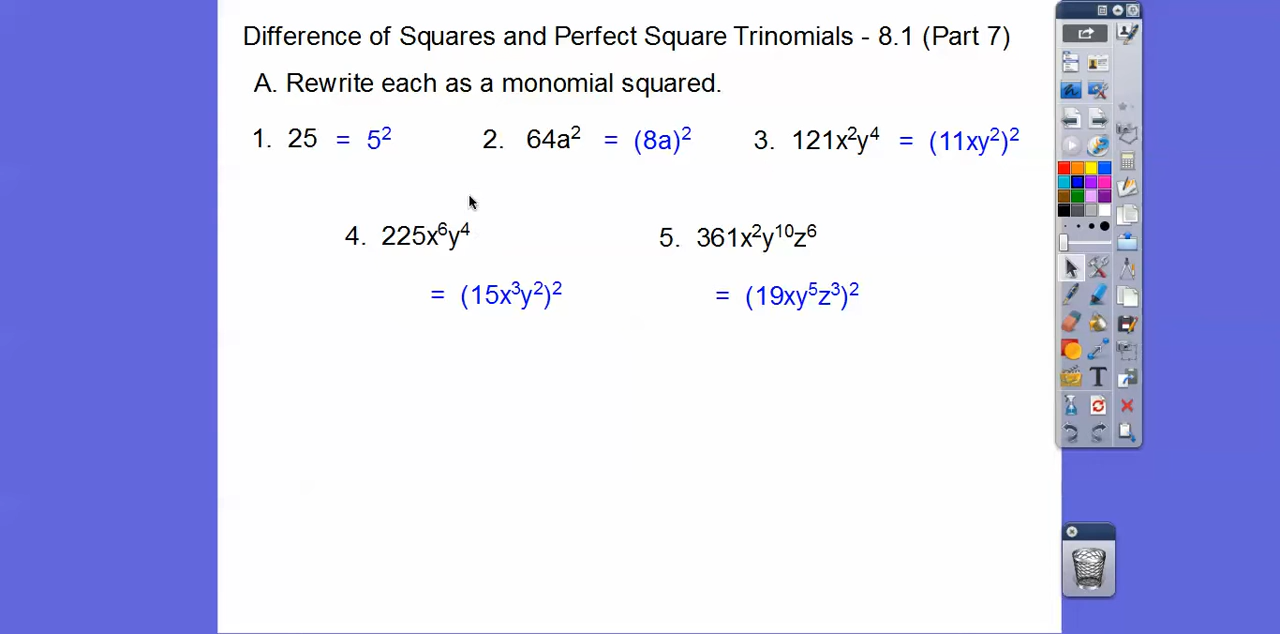 Difference of Squares and Perfect Square Trinomials - 8.1 (Part 7)
A. Rewrite each as a monomial squared.
1. 25 = 5² 2. 64a² = (8a)² 3. 121x²y⁴ = (11xy²)²
4. 225x⁶y⁴ 5. 361x²y¹⁰z⁶
= (15x³y²)² = (19xy⁵z³)²
T